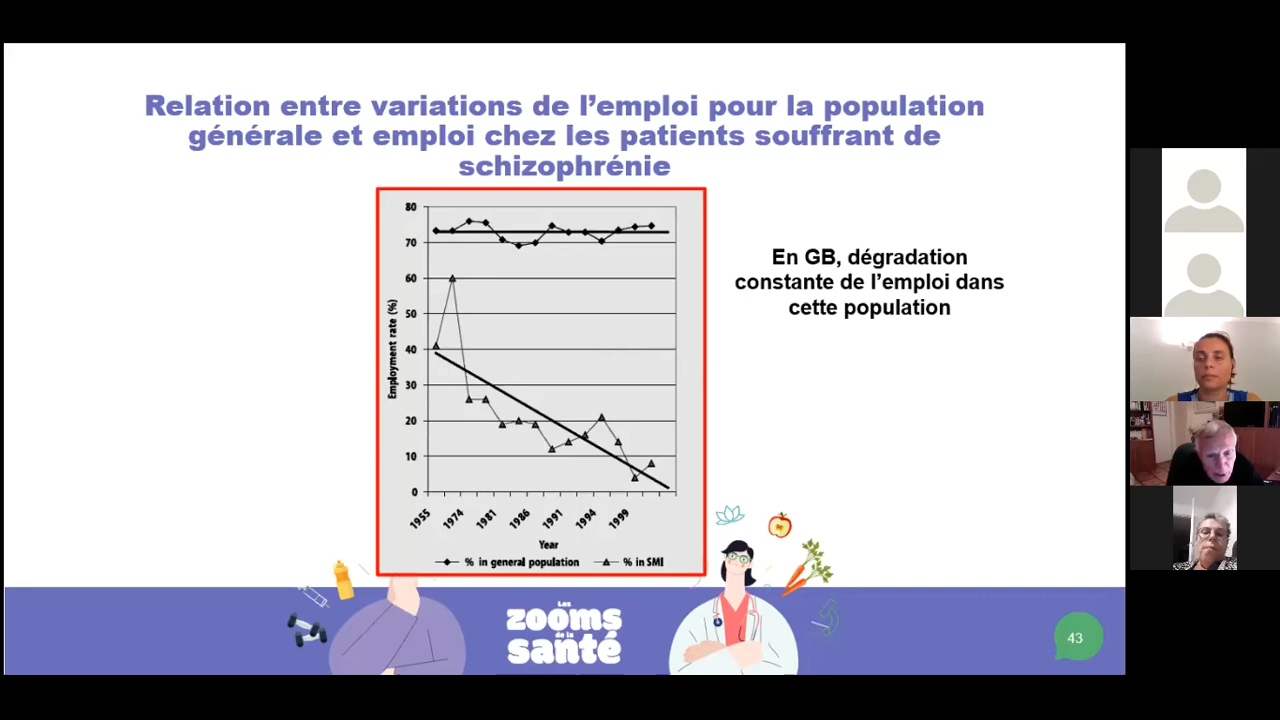 Relation entre variations de l’emploi pour la population
générale et emploi chez les patients souffrant de
schizophrénie
80
70
60
50
40
30
20
10
0
Employment rate (%)
1955
1974
1981
1986
1991
1994
1999
Year
% in general population
% in SMI
En GB, dégradation
constante de l’emploi dans
cette population
Les
zooms
de la
santé
43